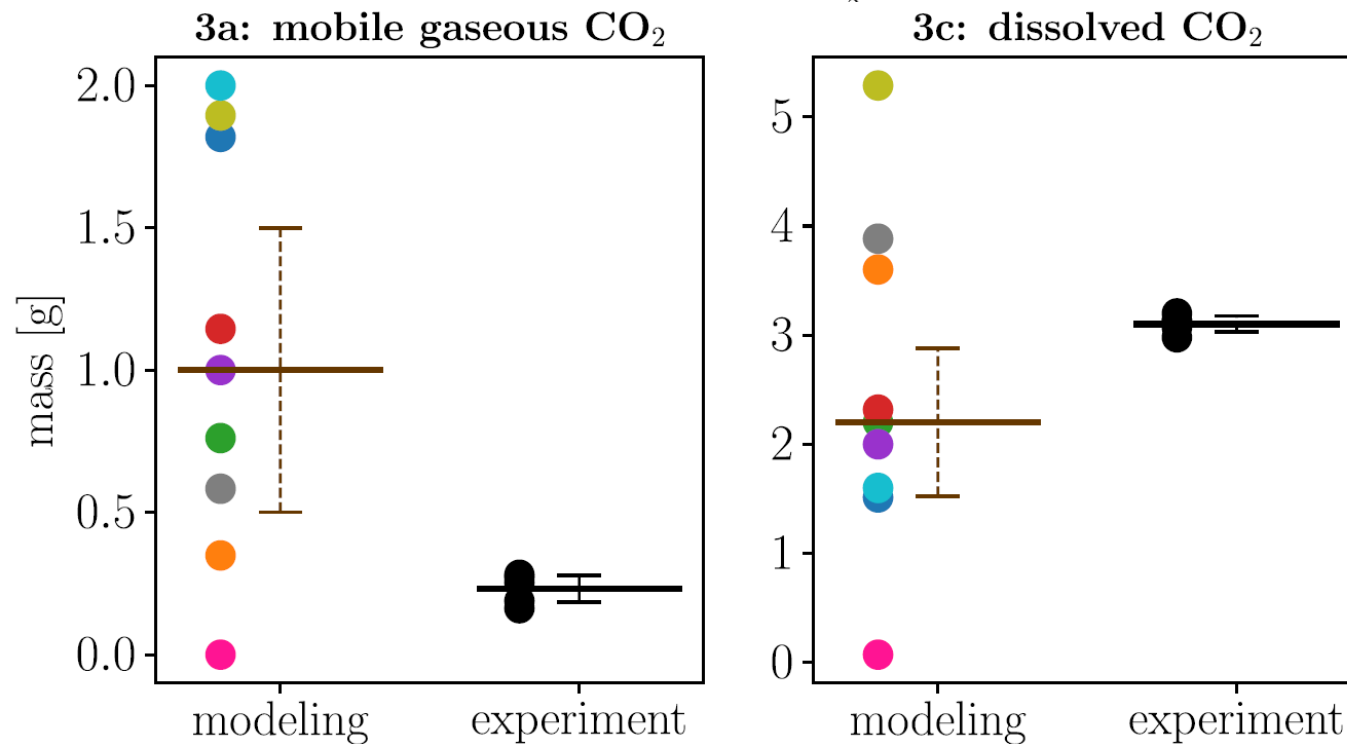 3a: mobile gaseous CO₂
mass [g]
2.0
1.5
1.0
0.5
0.0
modeling experiment
3c: dissolved CO₂
5
4
3
2
1
0
modeling experiment